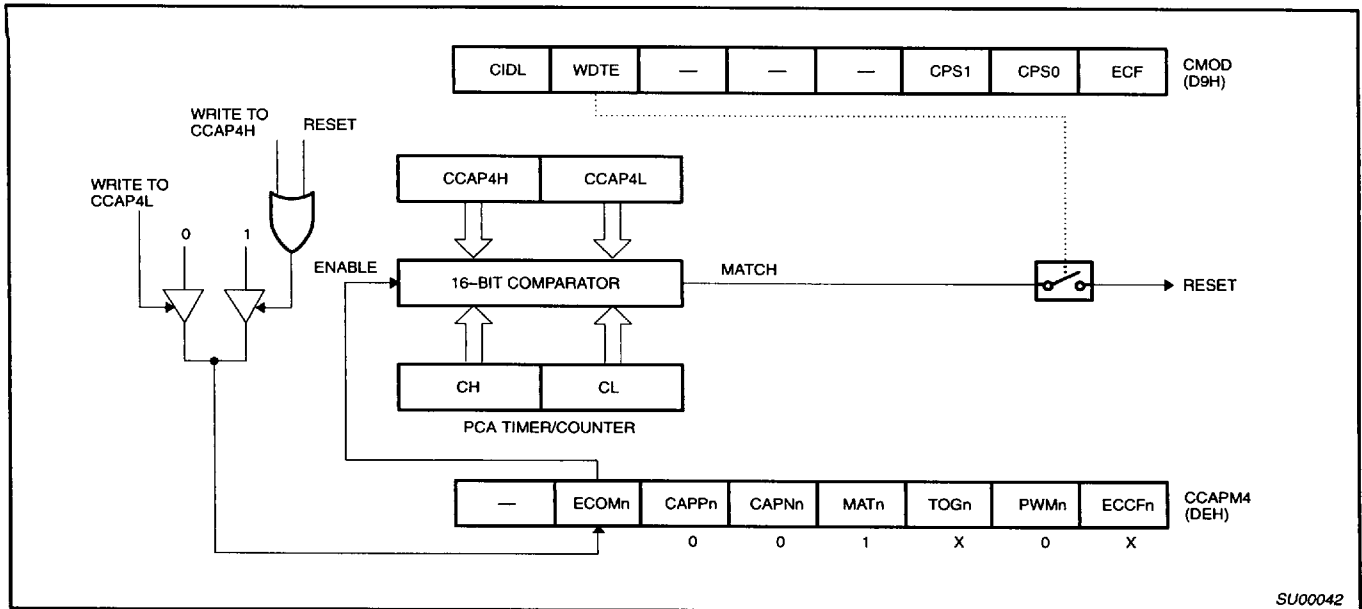 CIDL WDTE — — — CPS1 CPS0 ECF
CMOD
(D9H)
WRITE TO
CCAP4H
RESET
WRITE TO
CCAP4L
0 1
CCAP4H CCAP4L
ENABLE
16–BIT COMPARATOR
MATCH
RESET
CH CL
PCA TIMER/COUNTER
— ECOMn CAPPn CAPNn MATn TOGn PWMn ECCFn
CCAPM4
(DEH)
0 0 1 X 0 X
SU00042